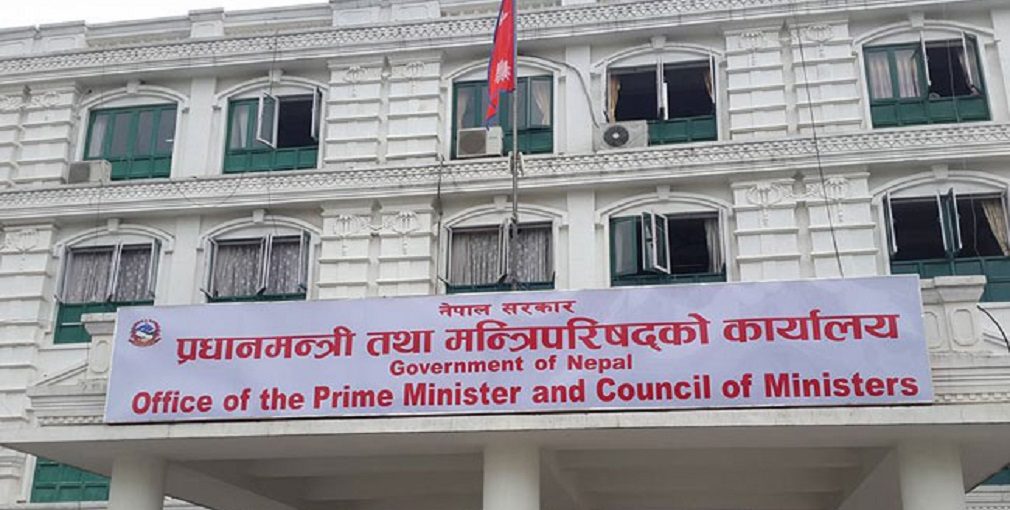 नेपाल सरकार
प्रधानमन्त्री तथा मन्त्रिपरिषद्को कार्यालय
Government of Nepal
Office of the Prime Minister and Council of Ministers